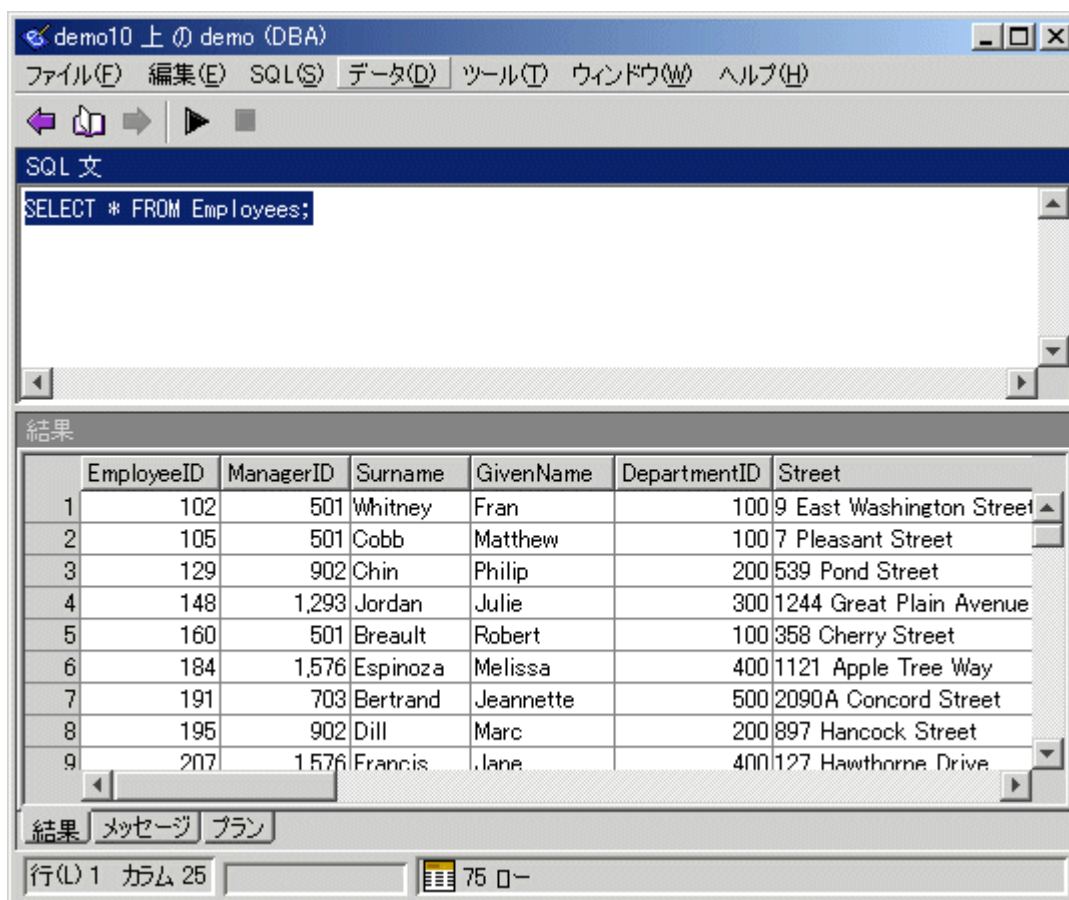 demo10 上 の demo (DBA)
ファイル(F) 編集(E) SQL(S) データ(D) ツール(T) ウィンドウ(W) ヘルプ(H)
SQL 文
SELECT * FROM Employees;
結果
EmployeeID ManagerID Surname GivenName DepartmentID Street
1 102 501 Whitney Fran 100 9 East Washington Street
2 105 501 Cobb Matthew 100 7 Pleasant Street
3 129 902 Chin Philip 200 539 Pond Street
4 148 1,293 Jordan Julie 300 1244 Great Plain Avenue
5 160 501 Breault Robert 100 358 Cherry Street
6 184 1,576 Espinoza Melissa 400 1121 Apple Tree Way
7 191 703 Bertrand Jeannette 500 2090A Concord Street
8 195 902 Dill Marc 200 897 Hancock Street
9 207 1,576 Francis Jane 400 127 Hawthorne Drive
結果 メッセージ プラン
行(L) 1 カラム 25 75 ロー